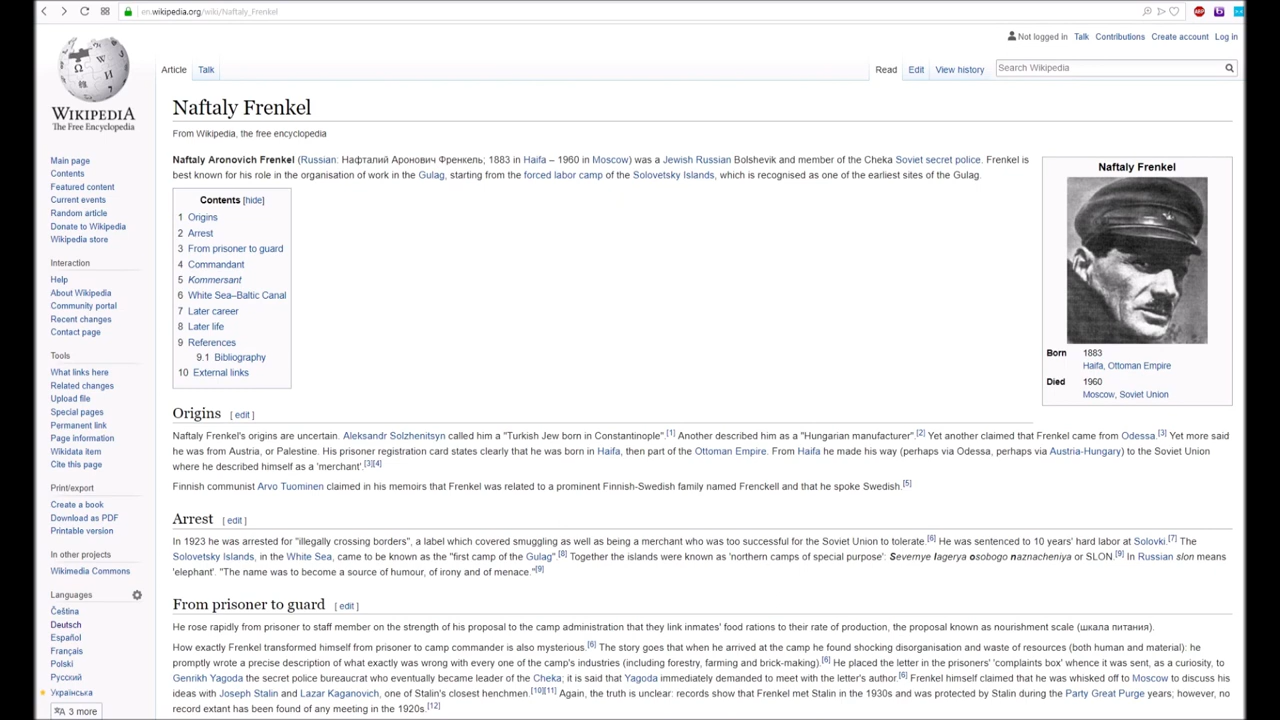 en.wikipedia.org/wiki/Naftaly_Frenkel
Not logged in Talk Contributions Create account Log in
Article Talk
Read Edit View history Search Wikipedia
WIKIPEDIA
The Free Encyclopedia
Main page
Contents
Featured content
Current events
Random article
Donate to Wikipedia
Wikipedia store
Interaction
Help
About Wikipedia
Community portal
Recent changes
Contact page
Tools
What links here
Related changes
Upload file
Special pages
Permanent link
Page information
Wikidata item
Cite this page
Print/export
Create a book
Download as PDF
Printable version
In other projects
Wikimedia Commons
Languages
Čeština
Deutsch
Español
Français
Polski
Русский
Українська
3 more
Naftaly Frenkel
From Wikipedia, the free encyclopedia
Naftaly Aronovich Frenkel (Russian: Нафталий Аронович Френкель; 1883 in Haifa – 1960 in Moscow) was a Jewish Russian Bolshevik and member of the Cheka Soviet secret police. Frenkel is
best known for his role in the organisation of work in the Gulag, starting from the forced labor camp of the Solovetsky Islands, which is recognised as one of the earliest sites of the Gulag.
Contents [hide]
1 Origins
2 Arrest
3 From prisoner to guard
4 Commandant
5 Kommersant
6 White Sea–Baltic Canal
7 Later career
8 Later life
9 References
9.1 Bibliography
10 External links
Naftaly Frenkel
Born 1883
Haifa, Ottoman Empire
Died 1960
Moscow, Soviet Union
Origins [ edit ]
Naftaly Frenkel's origins are uncertain. Aleksandr Solzhenitsyn called him a "Turkish Jew born in Constantinople".[1] Another described him as a "Hungarian manufacturer".[2] Yet another claimed that Frenkel came from Odessa.[3] Yet more said
he was from Austria, or Palestine. His prisoner registration card states clearly that he was born in Haifa, then part of the Ottoman Empire. From Haifa he made his way (perhaps via Odessa, perhaps via Austria-Hungary) to the Soviet Union
where he described himself as a 'merchant'.[3][4]
Finnish communist Arvo Tuominen claimed in his memoirs that Frenkel was related to a prominent Finnish-Swedish family named Frenckell and that he spoke Swedish.[5]
Arrest [ edit ]
In 1923 he was arrested for "illegally crossing borders", a label which covered smuggling as well as being a merchant who was too successful for the Soviet Union to tolerate.[6] He was sentenced to 10 years' hard labor at Solovki.[7] The
Solovetsky Islands, in the White Sea, came to be known as the "first camp of the Gulag".[8] Together the islands were known as 'northern camps of special purpose': Severnye lagerya osobogo naznacheniya or SLON.[9] In Russian slon means
'elephant'. "The name was to become a source of humour, of irony and of menace."[9]
From prisoner to guard [ edit ]
He rose rapidly from prisoner to staff member on the strength of his proposal to the camp administration that they link inmates' food rations to their rate of production, the proposal known as nourishment scale (шкала питания).
How exactly Frenkel transformed himself from prisoner to camp commander is also mysterious.[6] The story goes that when he arrived at the camp he found shocking disorganisation and waste of resources (both human and material): he
promptly wrote a precise description of what exactly was wrong with every one of the camp's industries (including forestry, farming and brick-making).[6] He placed the letter in the prisoners' 'complaints box' whence it was sent, as a curiosity, to
Genrikh Yagoda the secret police bureaucrat who eventually became leader of the Cheka; it is said that Yagoda immediately demanded to meet with the letter's author.[6] Frenkel himself claimed that he was whisked off to Moscow to discuss his
ideas with Joseph Stalin and Lazar Kaganovich, one of Stalin's closest henchmen.[10][11] Again, the truth is unclear: records show that Frenkel met Stalin in the 1930s and was protected by Stalin during the Party Great Purge years; however, no
record extant has been found of any meeting in the 1920s.[12]